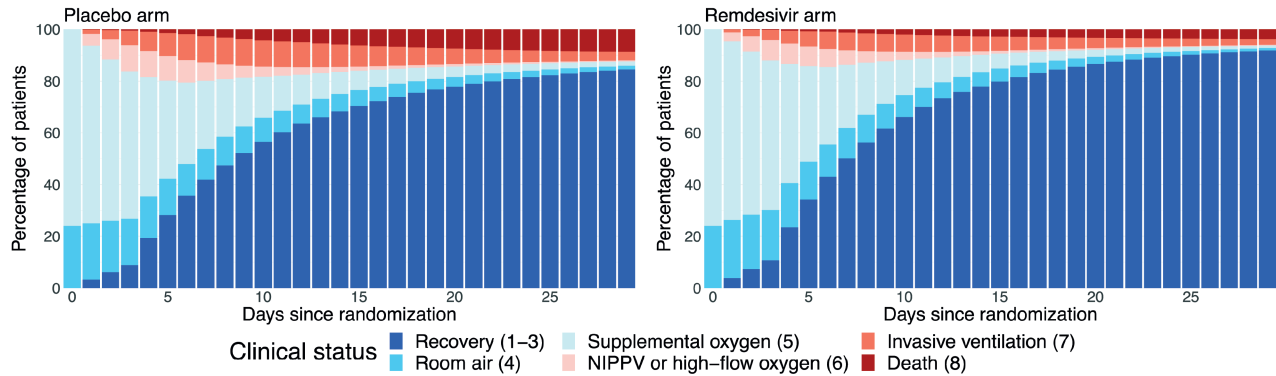 Placebo arm
Percentage of patients
100
80
60
40
20
0
0 5 10 15 20 25
Days since randomization
Remdesivir arm
Percentage of patients
100
80
60
40
20
0
0 5 10 15 20 25
Days since randomization
Clinical status
Recovery (1–3)
Room air (4)
Supplemental oxygen (5)
NIPPV or high–flow oxygen (6)
Invasive ventilation (7)
Death (8)